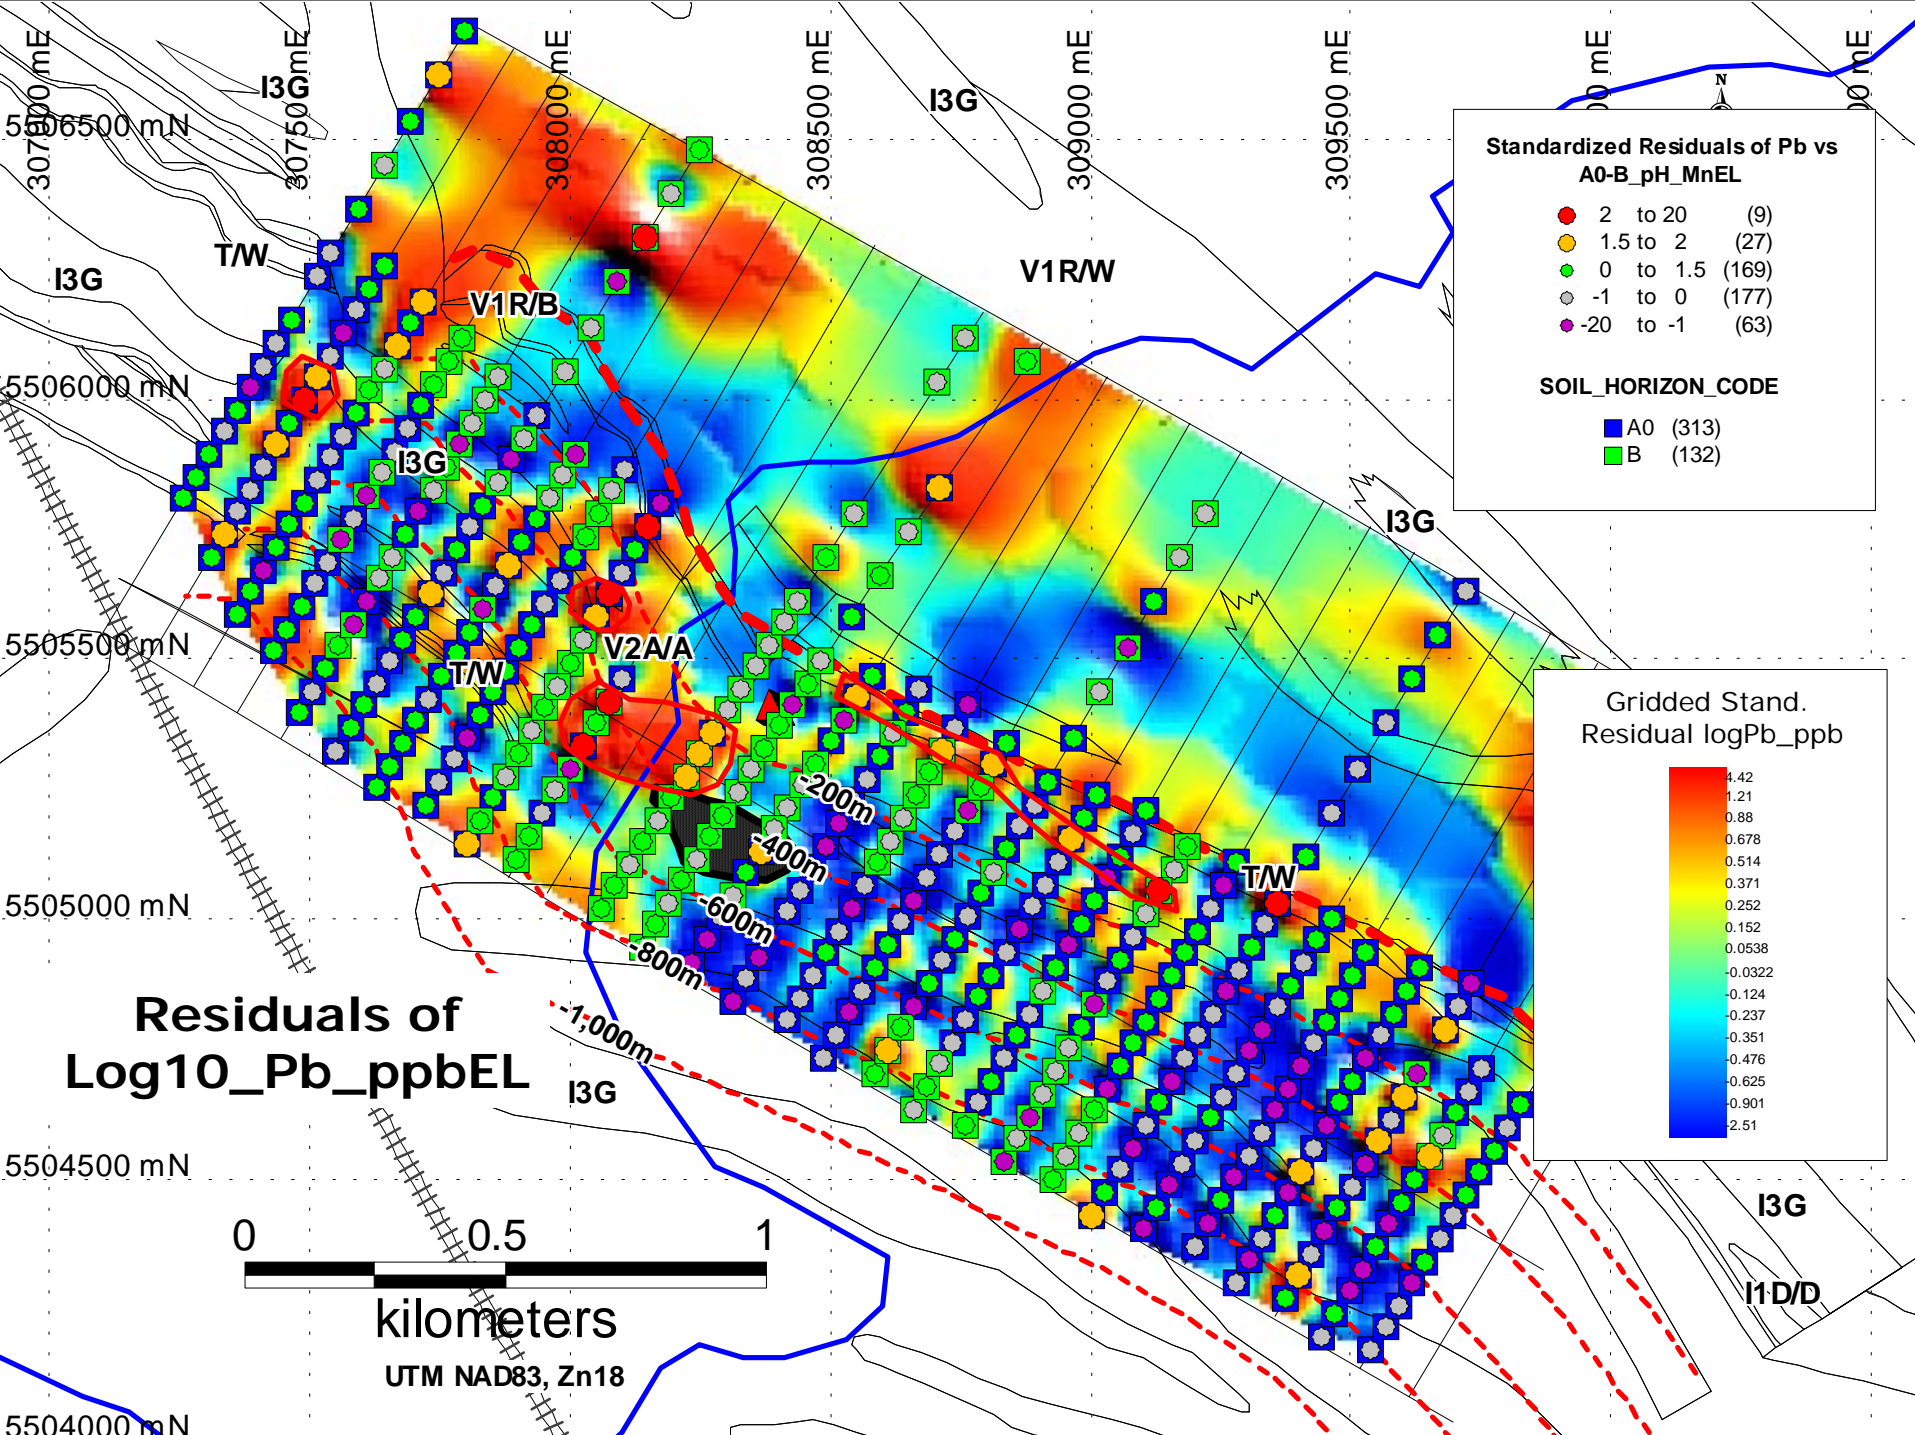 307000 mE
307500 mE
308000 mE
308500 mE
309000 mE
309500 mE
00 mE
00 mE
N
5506500 mN
5506000 mN
5505500 mN
5505000 mN
5504500 mN
5504000 mN
I3G
I3G
T/W
I3G
V1R/W
V1R/B
I3G
I3G
V2A/A
T/W
T/W
-200m
-400m
-600m
-800m
-1,000m
I3G
I3G
I1D/D
Standardized Residuals of Pb vs
A0-B_pH_MnEL
2 to 20 (9)
1.5 to 2 (27)
0 to 1.5 (169)
-1 to 0 (177)
-20 to -1 (63)
SOIL_HORIZON_CODE
A0 (313)
B (132)
Gridded Stand.
Residual logPb_ppb
4.42
1.21
0.88
0.678
0.514
0.371
0.252
0.152
0.0538
-0.0322
-0.124
-0.237
-0.351
-0.476
-0.625
-0.901
-2.51
Residuals of
Log10_Pb_ppbEL
0 0.5 1
kilometers
UTM NAD83, Zn18